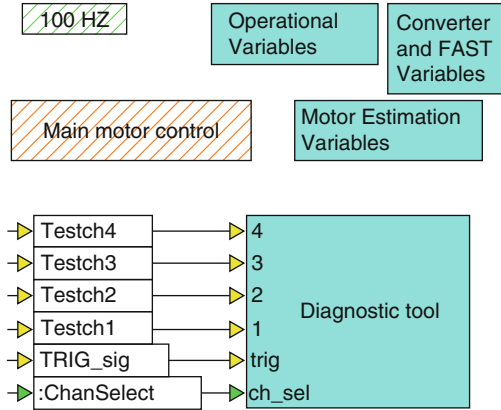 100 HZ
Operational
Variables
Converter
and FAST
Variables
Main motor control
Motor Estimation
Variables
Testch4
4
Testch3
3
Testch2
2
Testch1
1
TRIG_sig
trig
:ChanSelect
ch_sel
Diagnostic tool